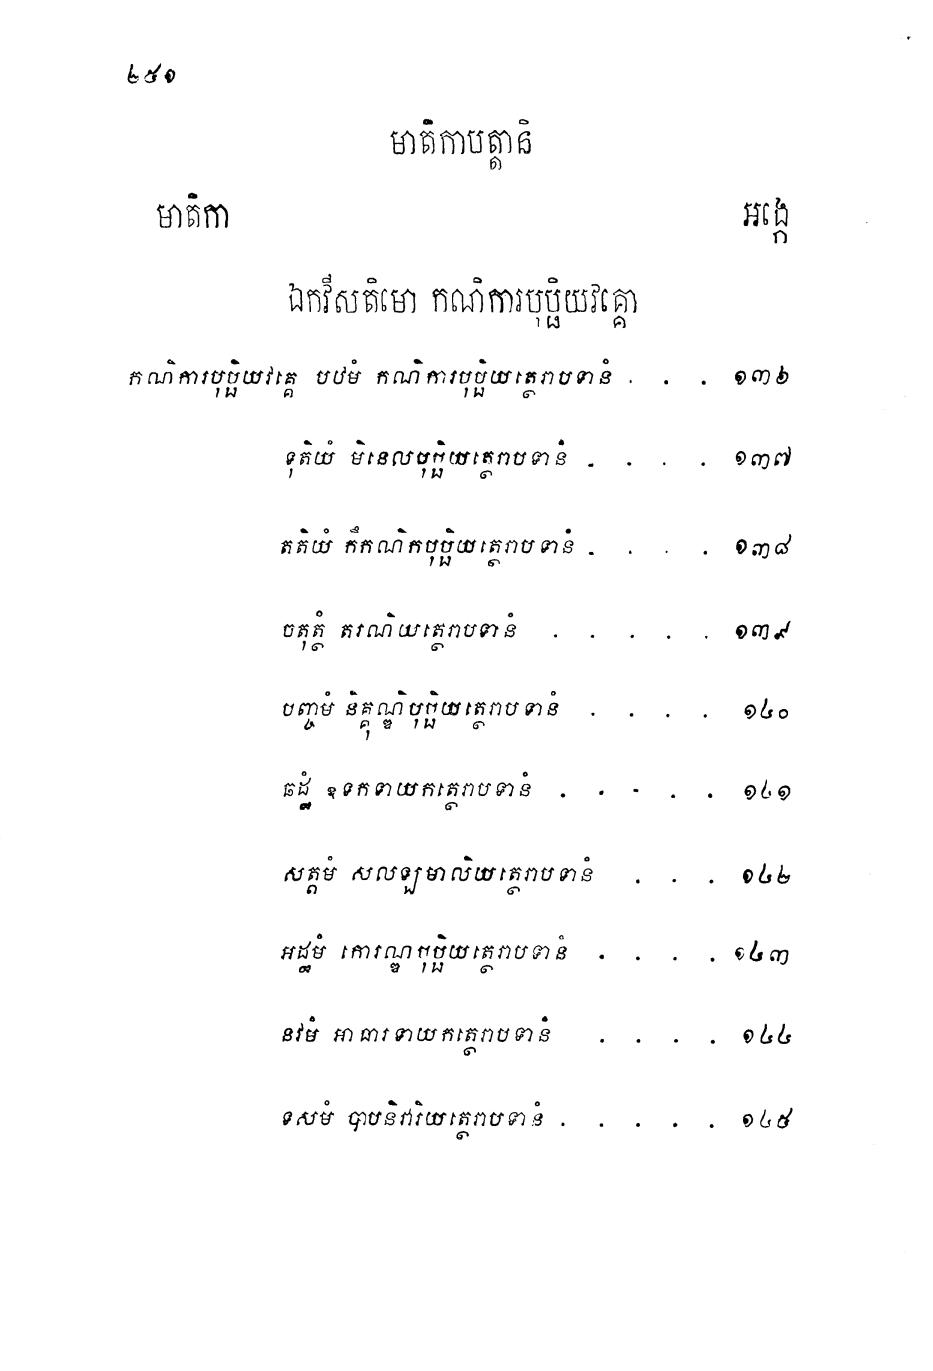 ២៥១
មាតិកាបត្តានិ
មាតិកា អង្កេ
ឯកវីសតិមោ កណិការបុប្ផិយវគ្គោ
កណិការបុប្ផិយវគ្គេ បឋមំ កណិការបុប្ផិយត្ថេរាបទានំ . . . ១៣៦
ទុតិយំ មិនេលបុប្ផិយត្ថេរាបទានំ . . . . ១៣៧
តតិយំ កឹកណិកបុប្ផិយត្ថេរាបទានំ . . . . ១៣៨
ចតុត្ថំ តរណិយត្ថេរាបទានំ . . . . . ១៣៩
បញ្ចមំ និគ្គុណ្ឌិបុប្ផិយត្ថេរាបទានំ . . . . ១៤០
ឆដ្ឋំ ឧទកទាយកត្ថេរាបទានំ . . . . . ១៤១
សត្តមំ សលឡមាលិយត្ថេរាបទានំ . . . ១៤២
អដ្ឋមំ កោរណ្ឌបុប្ផិយត្ថេរាបទានំ . . . . ១៤៣
នវមំ អាធារទាយកត្ថេរាបទានំ . . . . ១៤៤
ទសមំ បាបនិវារិយត្ថេរាបទានំ . . . . . ១៤៥